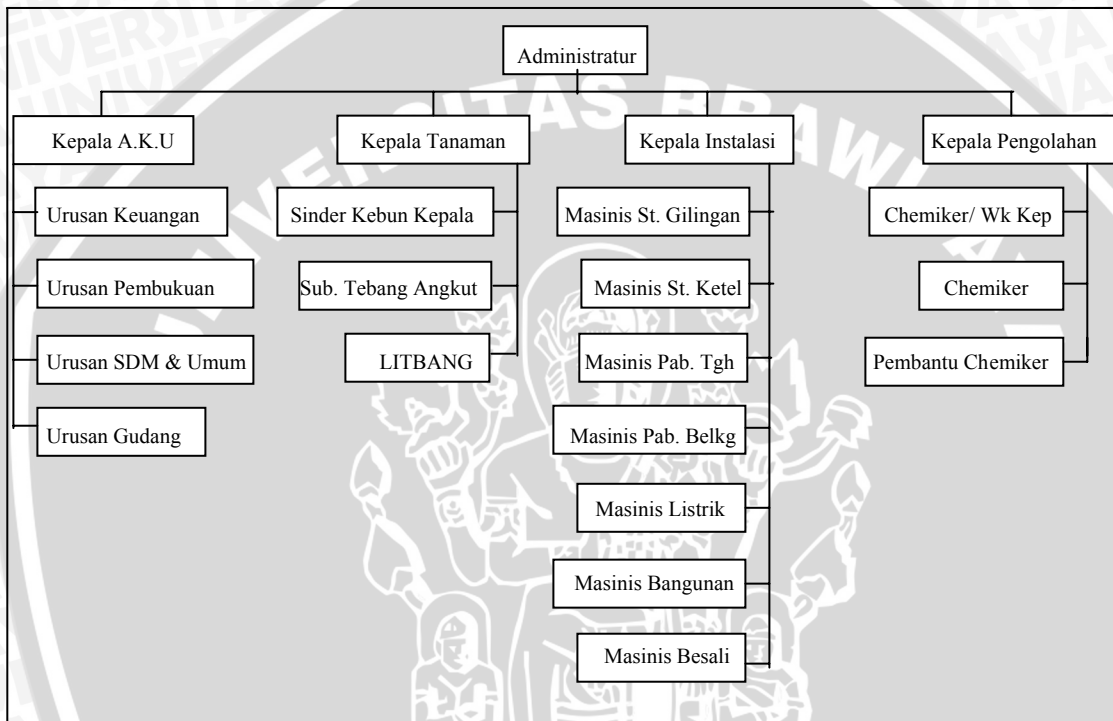 Administratur
Kepala A.K.U
Urusan Keuangan
Urusan Pembukuan
Urusan SDM & Umum
Urusan Gudang
Kepala Tanaman
Sinder Kebun Kepala
Sub. Tebang Angkut
LITBANG
Kepala Instalasi
Masinis St. Gilingan
Masinis St. Ketel
Masinis Pab. Tgh
Masinis Pab. Belkg
Masinis Listrik
Masinis Bangunan
Masinis Besali
Kepala Pengolahan
Chemiker/ Wk Kep
Chemiker
Pembantu Chemiker
UNIVERSITAS BRAWIJAYA